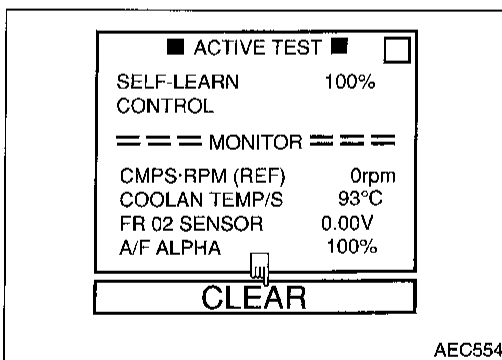 ■ ACTIVE TEST ■
SELF-LEARN 100%
CONTROL
=== MONITOR ===
CMPS·RPM (REF) 0rpm
COOLAN TEMP/S 93°C
FR 02 SENSOR 0.00V
A/F ALPHA 100%
CLEAR
AEC554